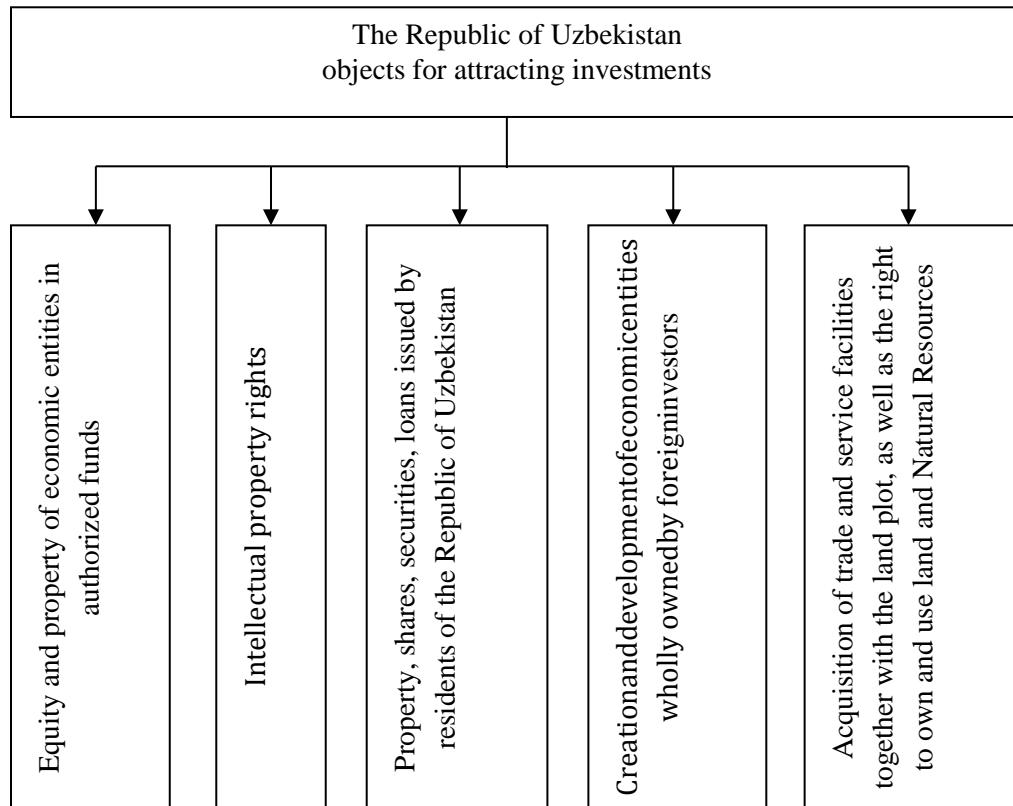 The Republic of Uzbekistan
objects for attracting investments
Equity and property of economic entities in
authorized funds
Intellectual property rights
Property, shares, securities, loans issued by
residents of the Republic of Uzbekistan
Creationanddevelopmentofeconomicentities
wholly ownedby foreigninvestors
Acquisition of trade and service facilities
together with the land plot, as well as the right
to own and use land and Natural Resources